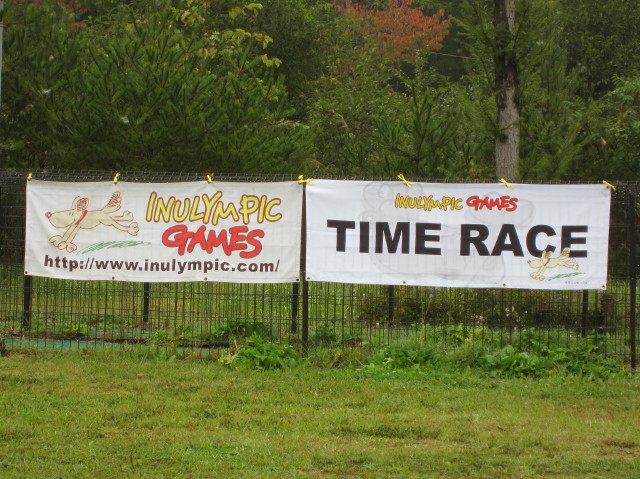 INULYMPIC
GAMES
http://www.inulympic.com/
INULYMPIC GAMES
TIME RACE